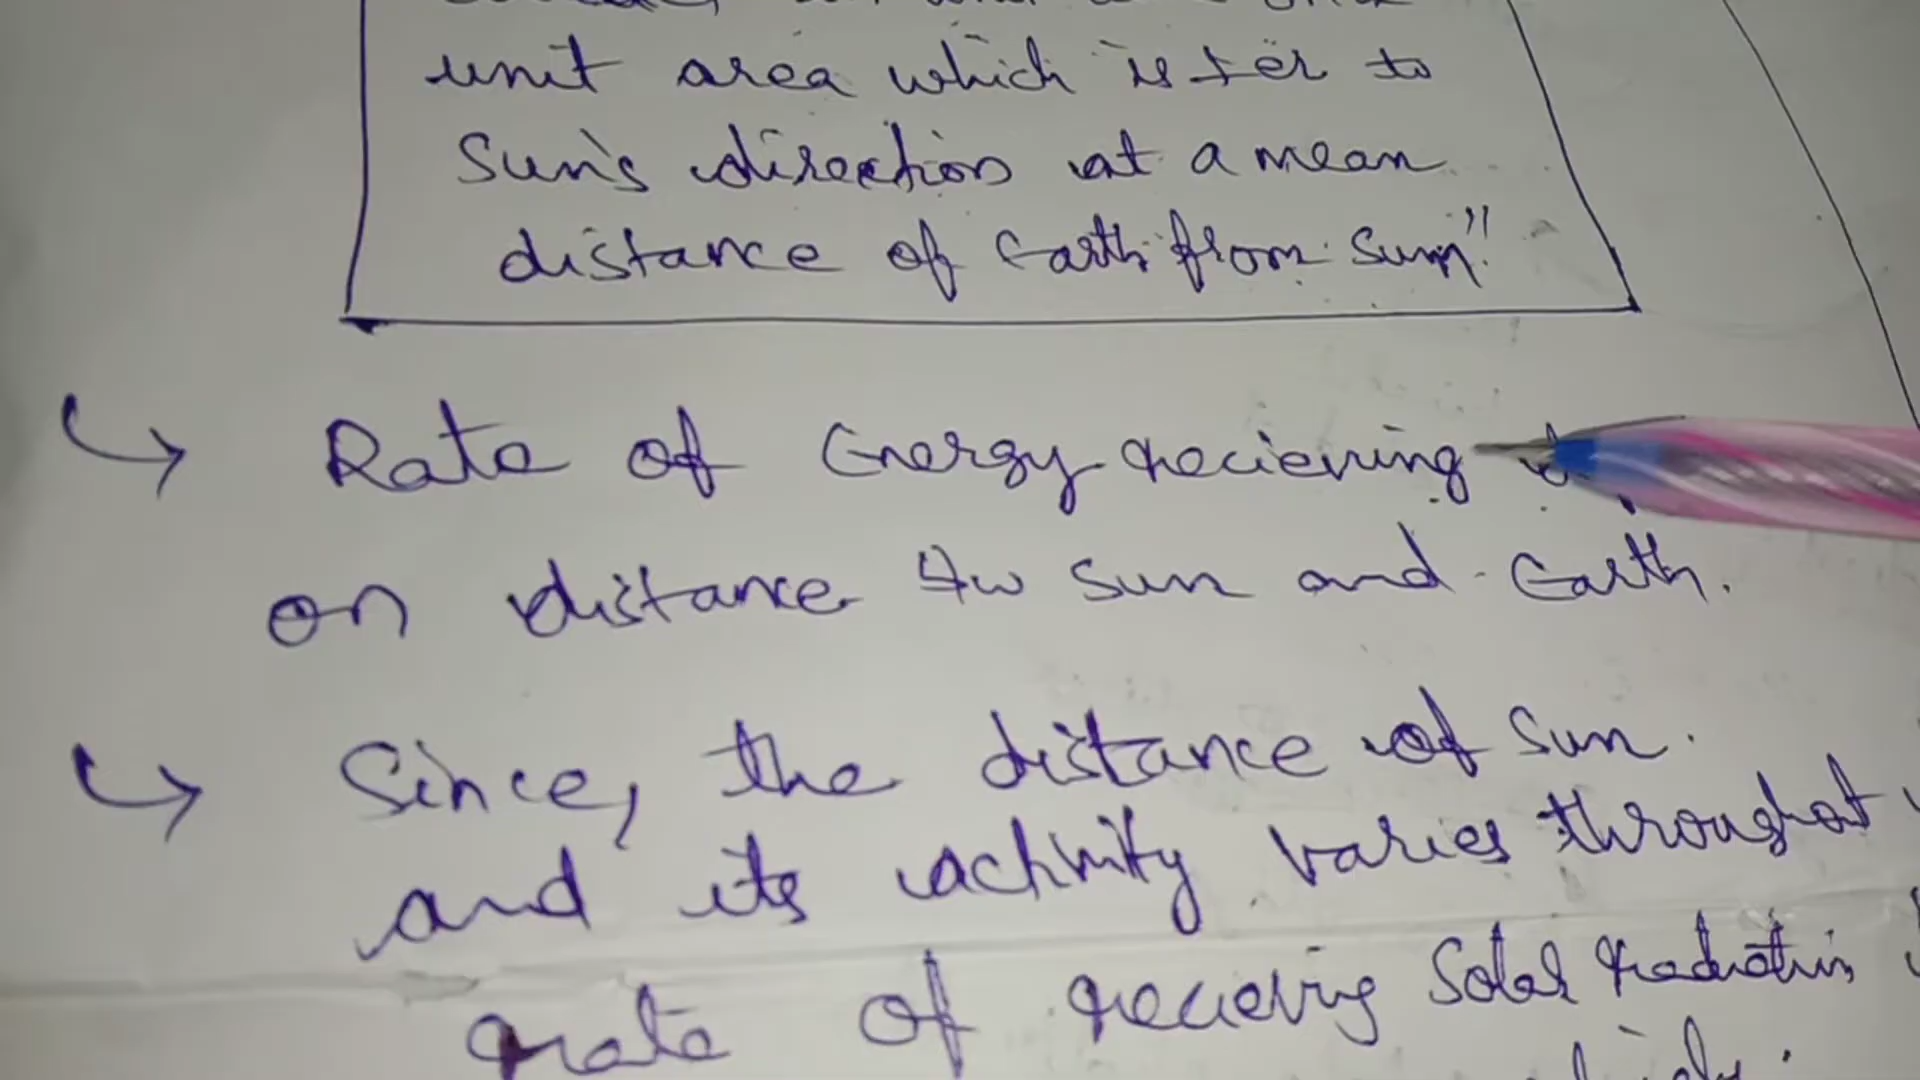 unit area which is ⊥er to
Sun's direction at a mean
distance of Earth from Sun"
Rate of Energy recieving
on distance b/w Sun and Earth.
Since, the distance of Sun
and its activity varies throughout
rate of recieving Solar radiation